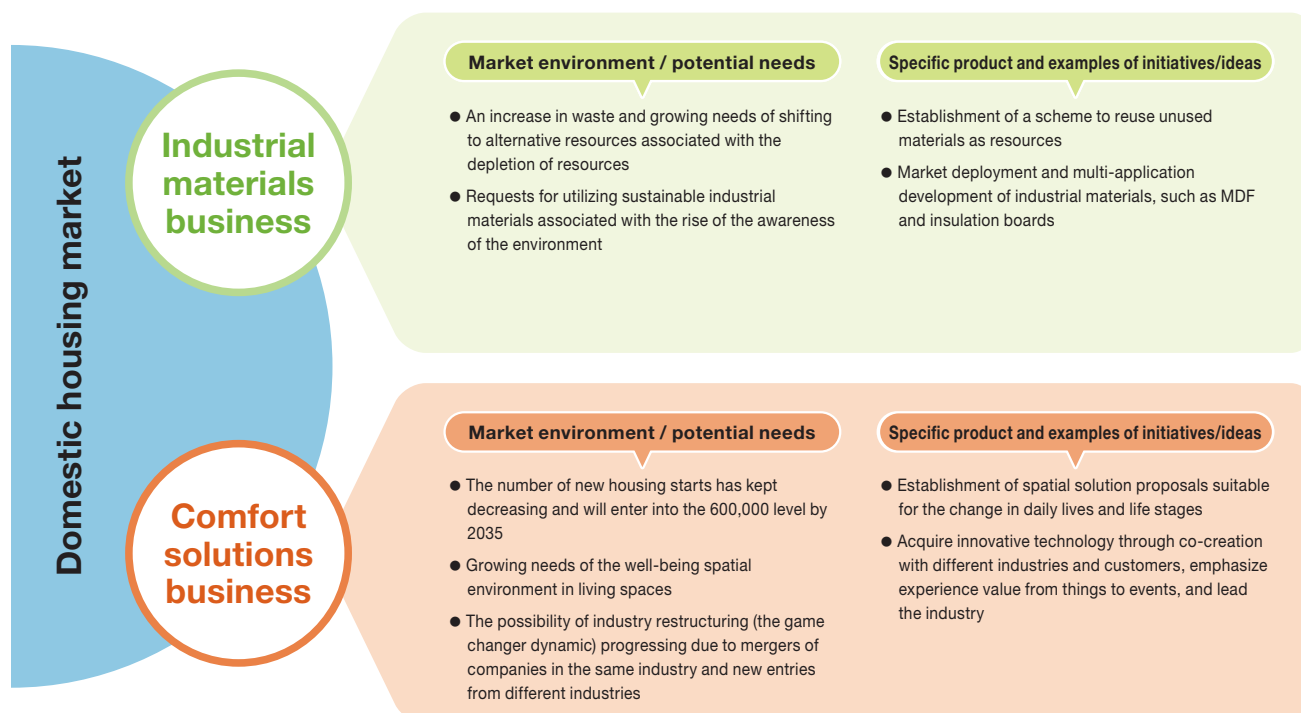 Domestic housing market
Industrial
materials
business
Market environment / potential needs
● An increase in waste and growing needs of shifting
to alternative resources associated with the
depletion of resources
● Requests for utilizing sustainable industrial
materials associated with the rise of the awareness
of the environment
Specific product and examples of initiatives/ideas
● Establishment of a scheme to reuse unused
materials as resources
● Market deployment and multi-application
development of industrial materials, such as MDF
and insulation boards
Comfort
solutions
business
Market environment / potential needs
● The number of new housing starts has kept
decreasing and will enter into the 600,000 level by
2035
● Growing needs of the well-being spatial
environment in living spaces
● The possibility of industry restructuring (the game
changer dynamic) progressing due to mergers of
companies in the same industry and new entries
from different industries
Specific product and examples of initiatives/ideas
● Establishment of spatial solution proposals suitable
for the change in daily lives and life stages
● Acquire innovative technology through co-creation
with different industries and customers, emphasize
experience value from things to events, and lead
the industry